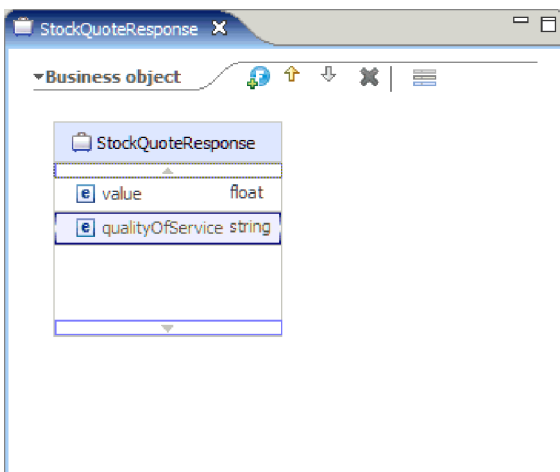 StockQuoteResponse
Business object
StockQuoteResponse
e value float
e qualityOfService string